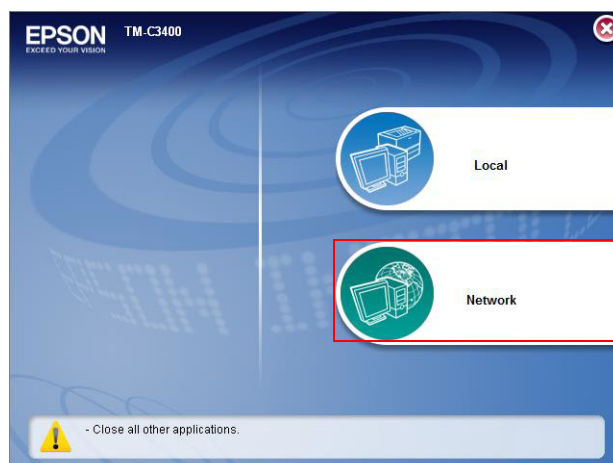 EPSON
EXCEED YOUR VISION
TM-C3400
Local
Network
- Close all other applications.